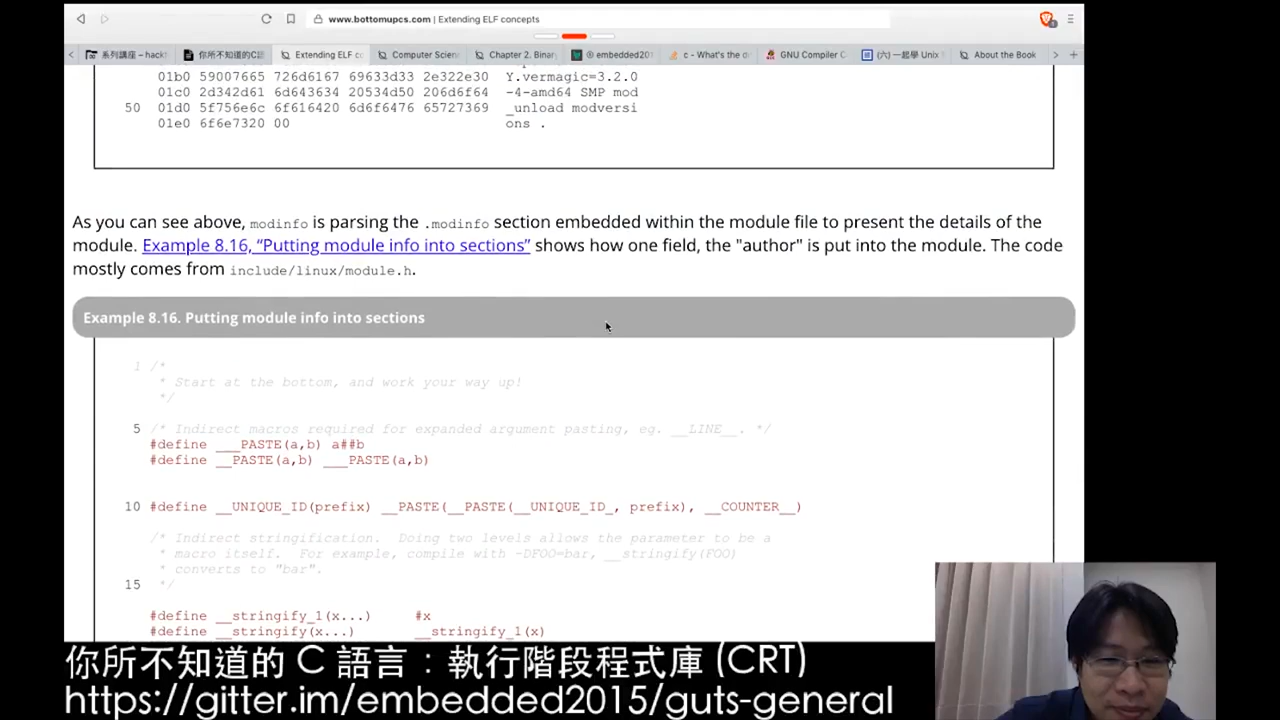 www.bottomupcs.com | Extending ELF concepts
系列講座 – hack
你所不知道的C語
Extending ELF co
Computer Scien
Chapter 2. Binary
embedded201
c - What's the d
GNU Compiler C
(六) 一起學 Unix
About the Book
01b0 59007665 726d6167 69633d33 2e322e30 Y.vermagic=3.2.0
01c0 2d342d61 6d643634 20534d50 206d6f64 -4-amd64 SMP mod
50 01d0 5f756e6c 6f616420 6d6f6476 65727369 _unload modversi
01e0 6f6e7320 00 ons .
As you can see above, modinfo is parsing the .modinfo section embedded within the module file to present the details of the
module. Example 8.16, “Putting module info into sections” shows how one field, the "author" is put into the module. The code
mostly comes from include/linux/module.h.
Example 8.16. Putting module info into sections
1 /*
* Start at the bottom, and work your way up!
*/
5 /* Indirect macros required for expanded argument pasting, eg. __LINE__. */
#define ___PASTE(a,b) a##b
#define __PASTE(a,b) ___PASTE(a,b)
10 #define __UNIQUE_ID(prefix) __PASTE(__PASTE(__UNIQUE_ID_, prefix), __COUNTER__)
/* Indirect stringification. Doing two levels allows the parameter to be a
* macro itself. For example, compile with -DFOO=bar, __stringify(FOO)
* converts to "bar".
15 */
#define __stringify_1(x...) #x
#define __stringify(x...) __stringify_1(x)
你所不知道的 C 語言：執行階段程式庫 (CRT)
https://gitter.im/embedded2015/guts-general